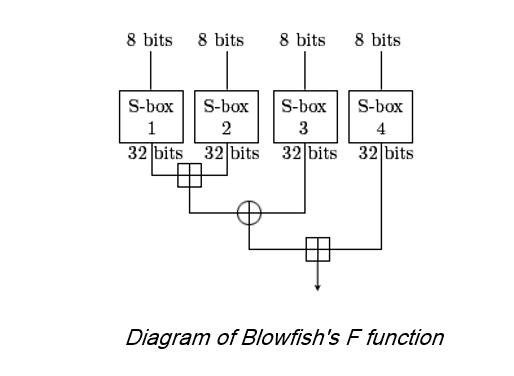 8 bits 8 bits 8 bits 8 bits
S-box S-box S-box S-box
1 2 3 4
32 bits 32 bits 32 bits 32 bits
Diagram of Blowfish's F function